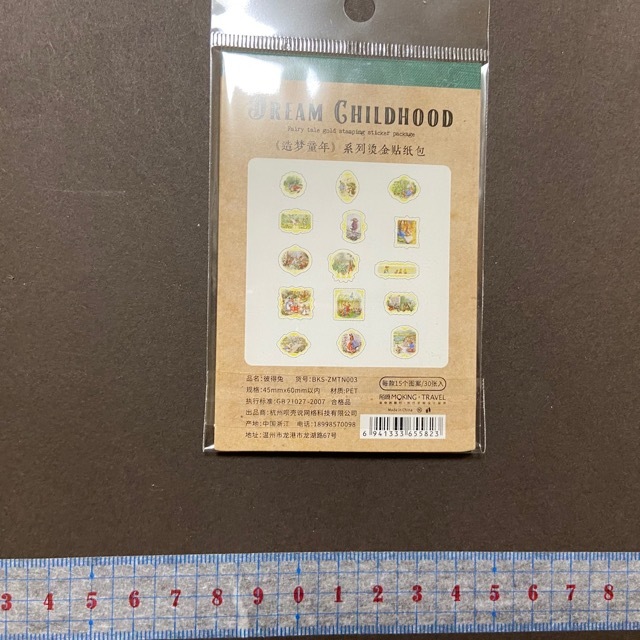 DREAM CHILDHOOD
Fairy tale gold stamping sticker package
《造梦童年》系列烫金贴纸包
品名:彼得兔 货号:BKS-ZMTN003
规格:45mm×60mm以内 材质:PET
执行标准:GB21027-2007 合格品
出品商:杭州呗壳说网络科技有限公司
产地:中国浙江 电话:18998570098
地址:温州市龙港市龙湖路67号
每款15个图案/30张入
MOKING·TRAVEL
Made in China
6 941333 655823
3 4 5 6 7 8 9 0 1 2 3 4 5 6 7 8